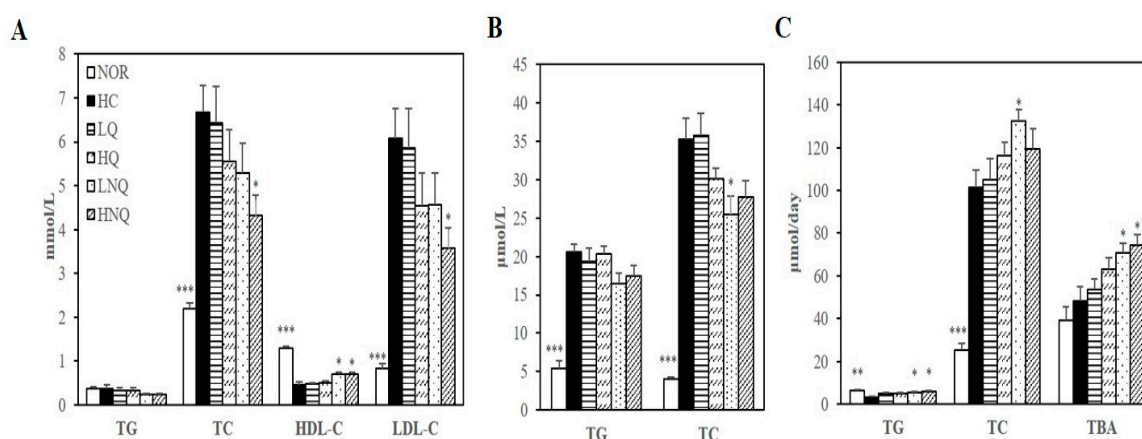 A
mmol/L
8
7
6
5
4
3
2
1
0
NOR
HC
LQ
HQ
LNQ
HNQ
***
*
***
* *
***
*
TG TC HDL-C LDL-C
B
µmol/L
45
40
35
30
25
20
15
10
5
0
***
***
*
TG TC
C
µmol/day
160
140
120
100
80
60
40
20
0
**
* *
***
*
* *
TG TC TBA